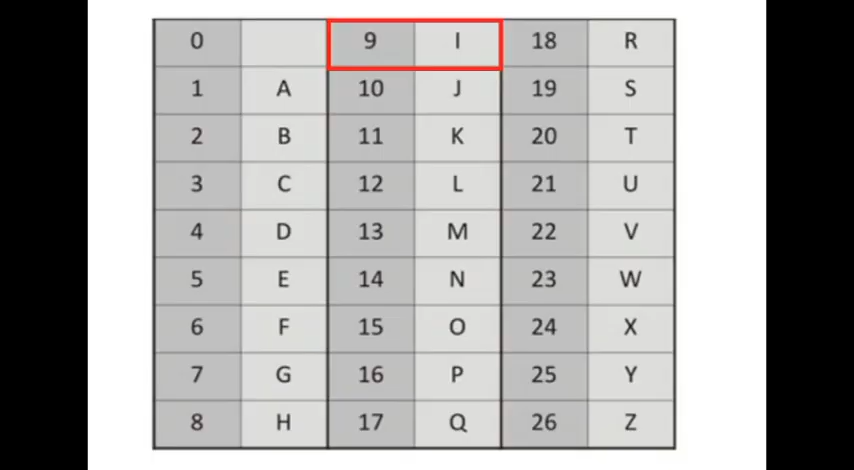 0 9 I 18 R
1 A 10 J 19 S
2 B 11 K 20 T
3 C 12 L 21 U
4 D 13 M 22 V
5 E 14 N 23 W
6 F 15 O 24 X
7 G 16 P 25 Y
8 H 17 Q 26 Z